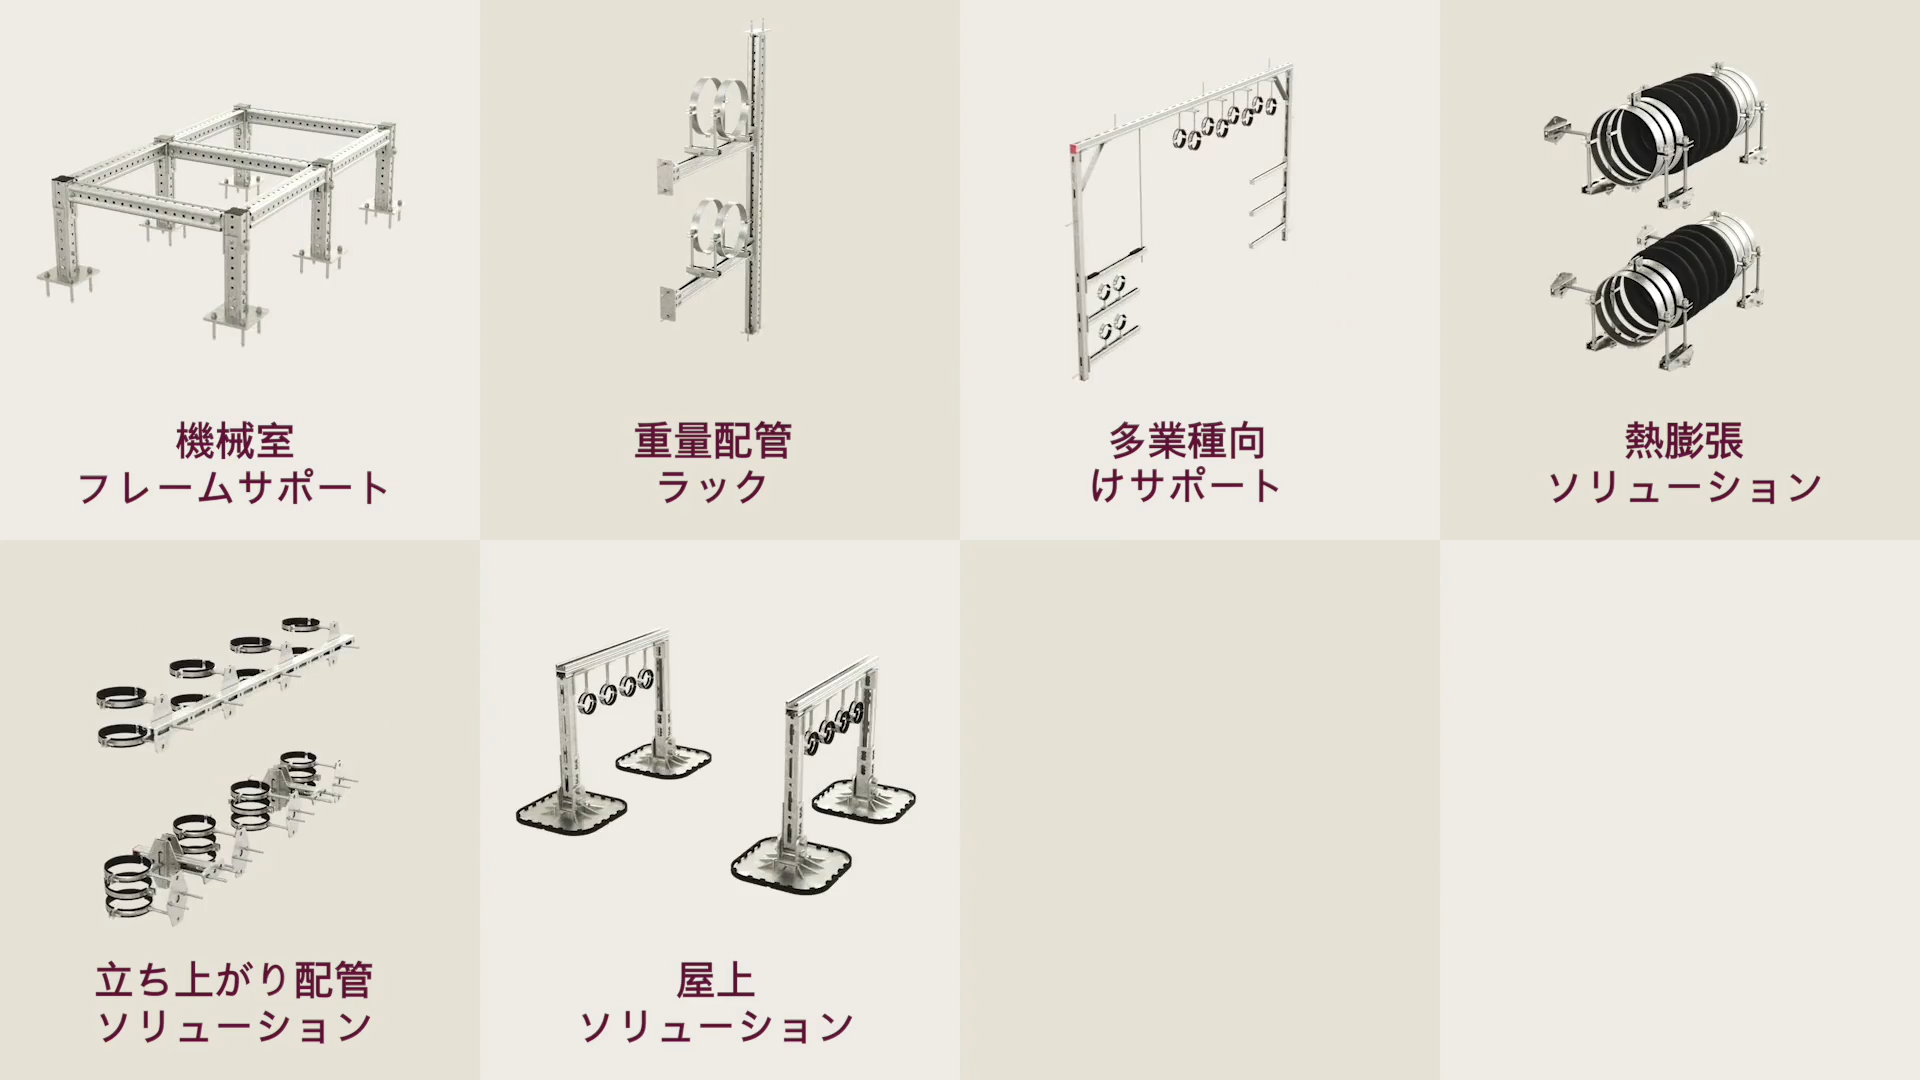 機械室
フレームサポート
重量配管
ラック
多業種向
けサポート
熱膨張
ソリューション
立ち上がり配管
ソリューション
屋上
ソリューション